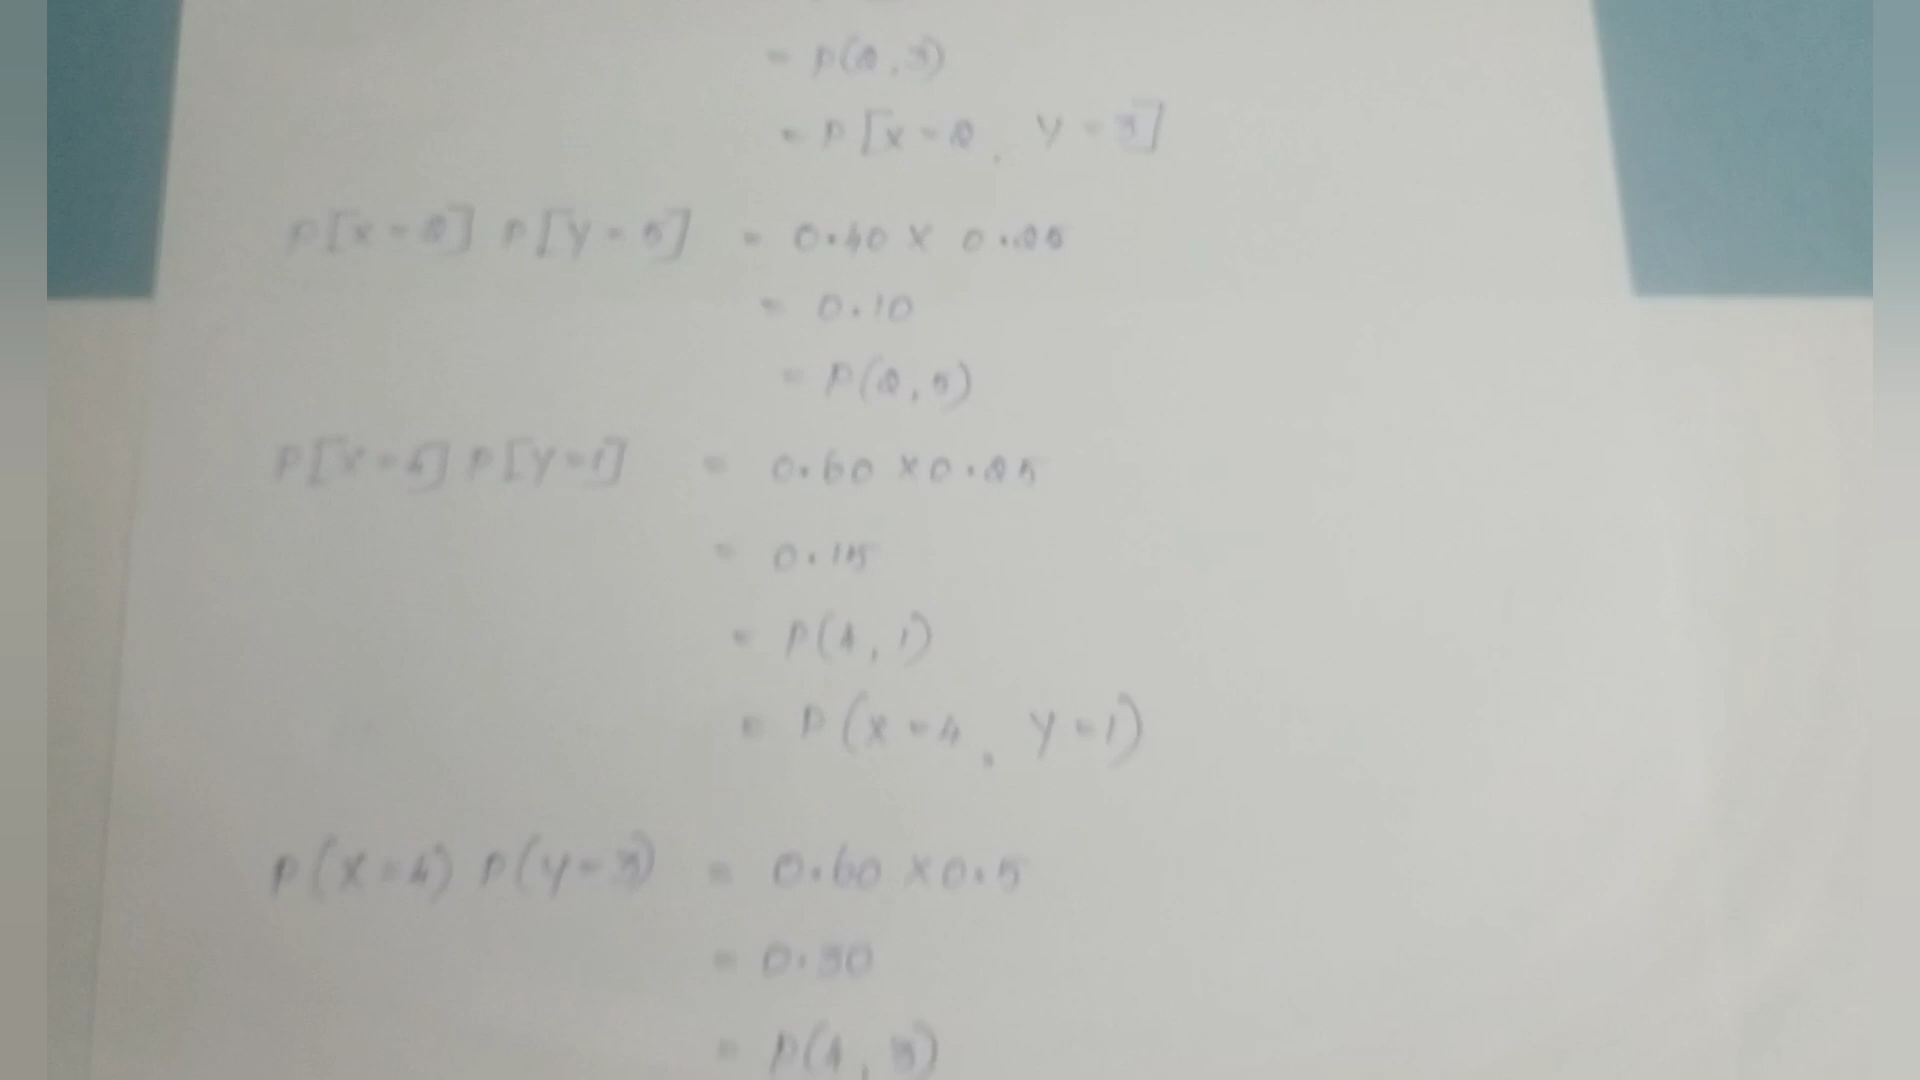 = P(2, 3)
= P[X = 2, Y = 3]
P[X = 2] P[Y = 5] = 0.40 X 0.25
= 0.10
= P(2, 5)
P[X = 4] P[Y = 1] = 0.60 X 0.25
= 0.15
= P(4, 1)
= P(X = 4, Y = 1)
P(X = 4) P(Y = 3) = 0.60 X 0.5
= 0.30
= P(4, 3)